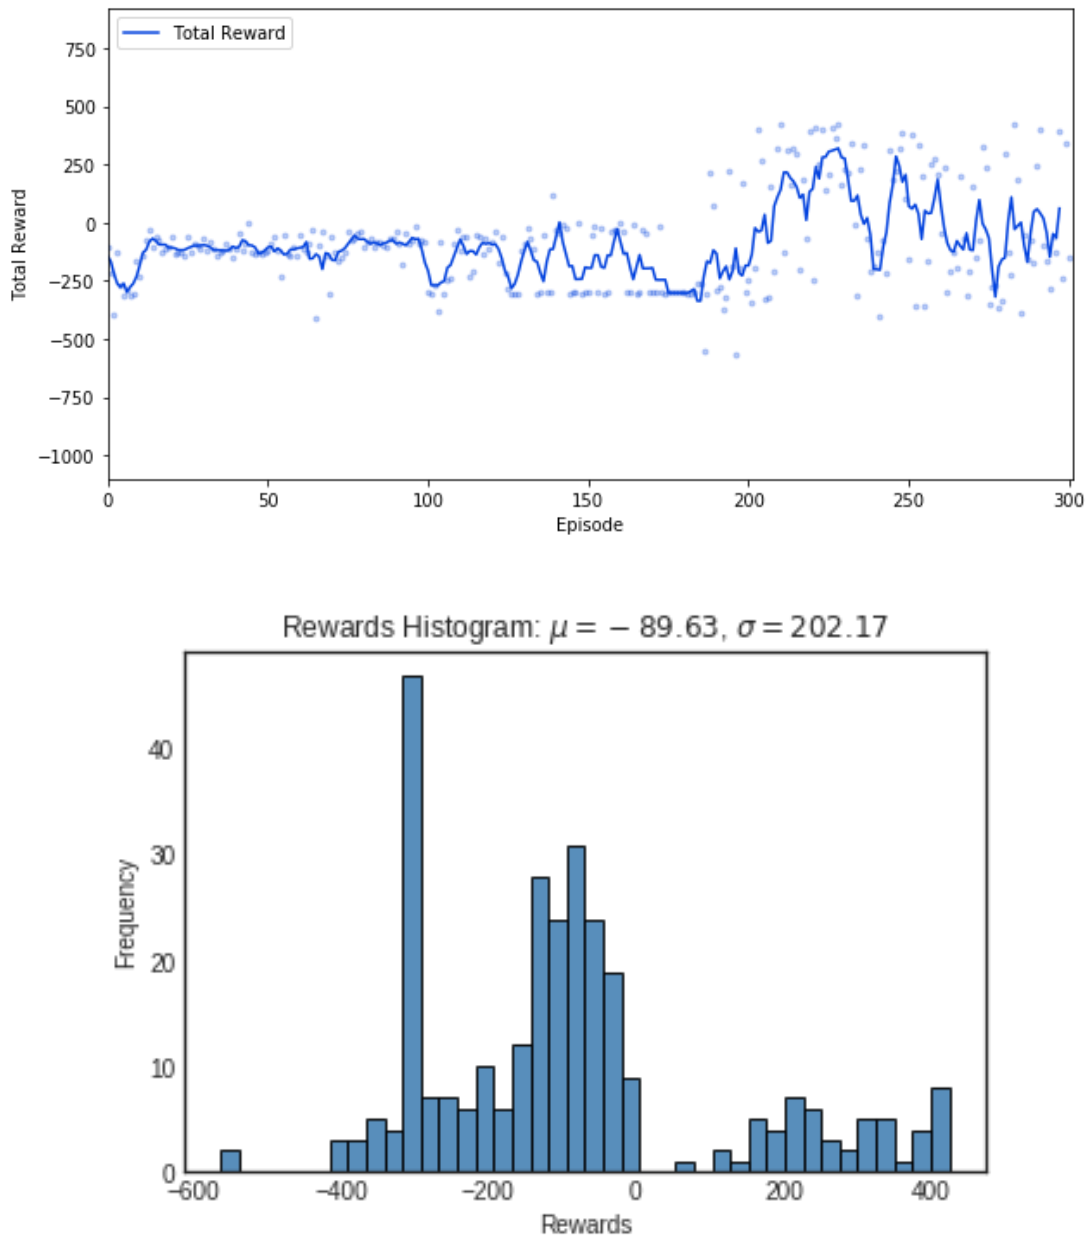 Total Reward
750
500
250
0
−250
−500
−750
−1000
Total Reward
0 50 100 150 200 250 300
Episode
Rewards Histogram: μ = − 89.63, σ = 202.17
40
30
20
10
0
Frequency
−600 −400 −200 0 200 400
Rewards